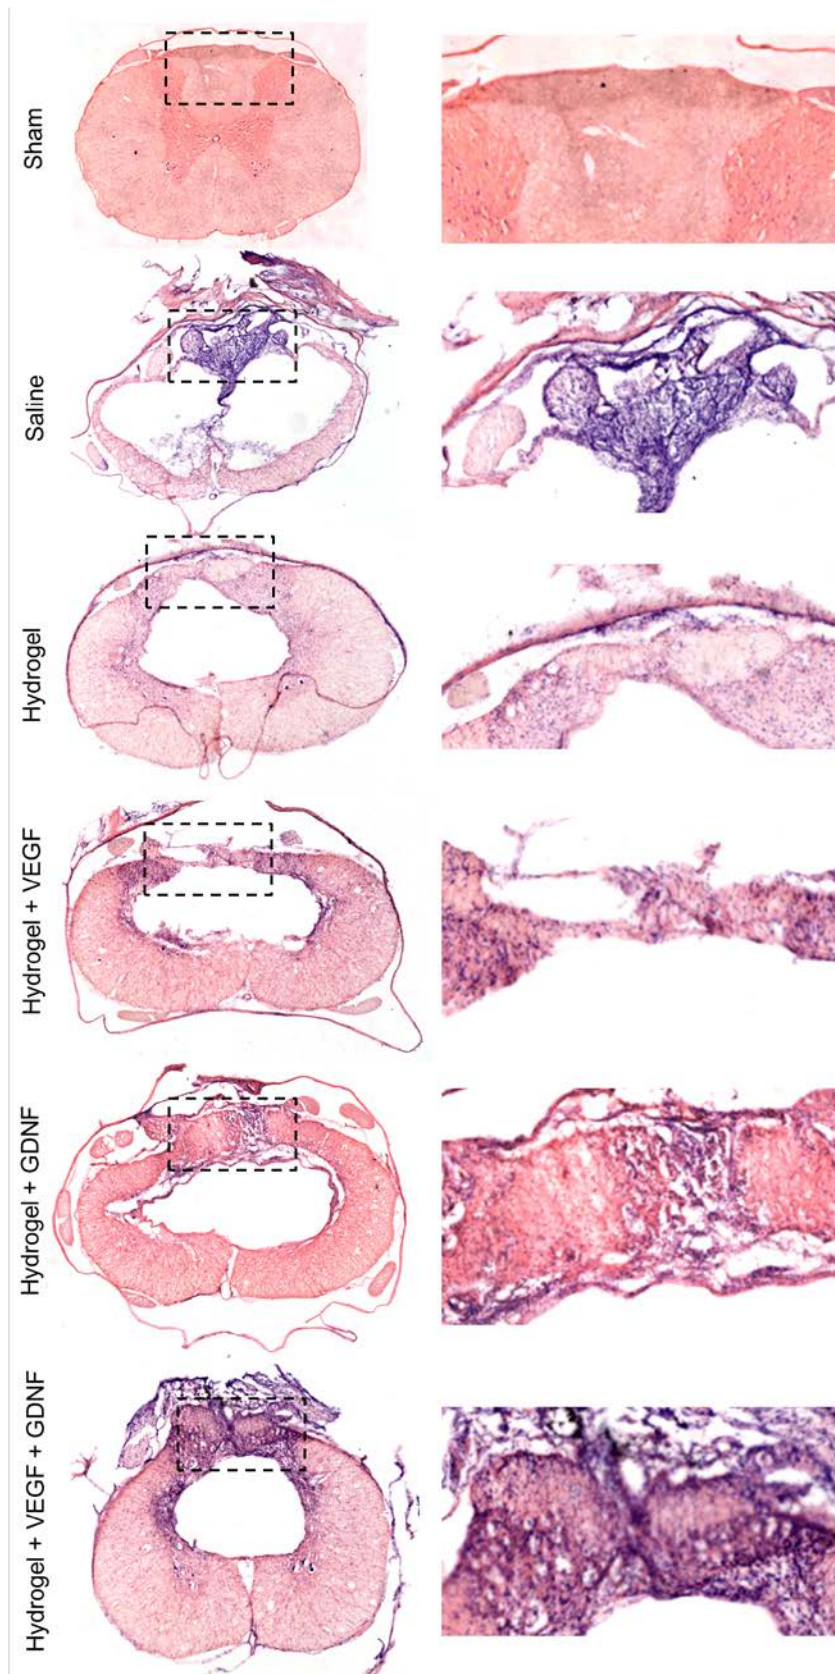 Sham
Saline
Hydrogel
Hydrogel + VEGF
Hydrogel + GDNF
Hydrogel + VEGF + GDNF